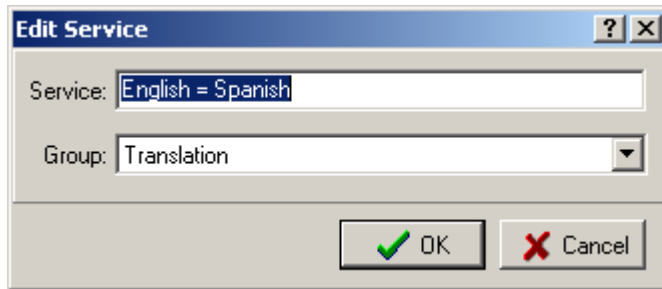 Edit Service
Service: English = Spanish
Group: Translation
OK Cancel